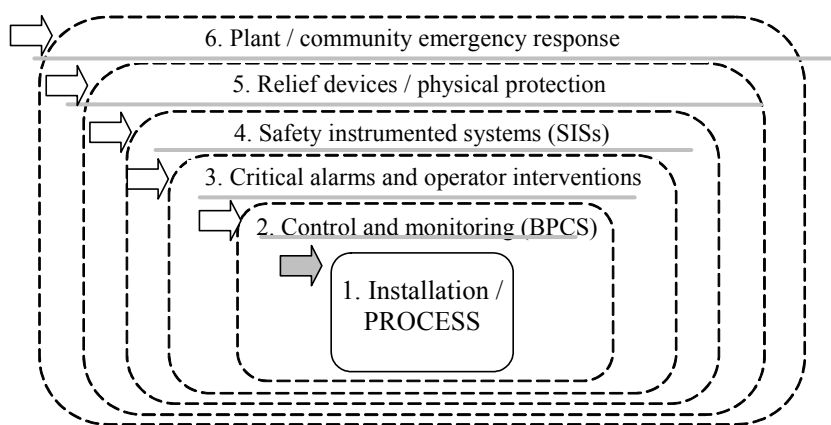 6. Plant / community emergency response
5. Relief devices / physical protection
4. Safety instrumented systems (SISs)
3. Critical alarms and operator interventions
2. Control and monitoring (BPCS)
1. Installation /
PROCESS